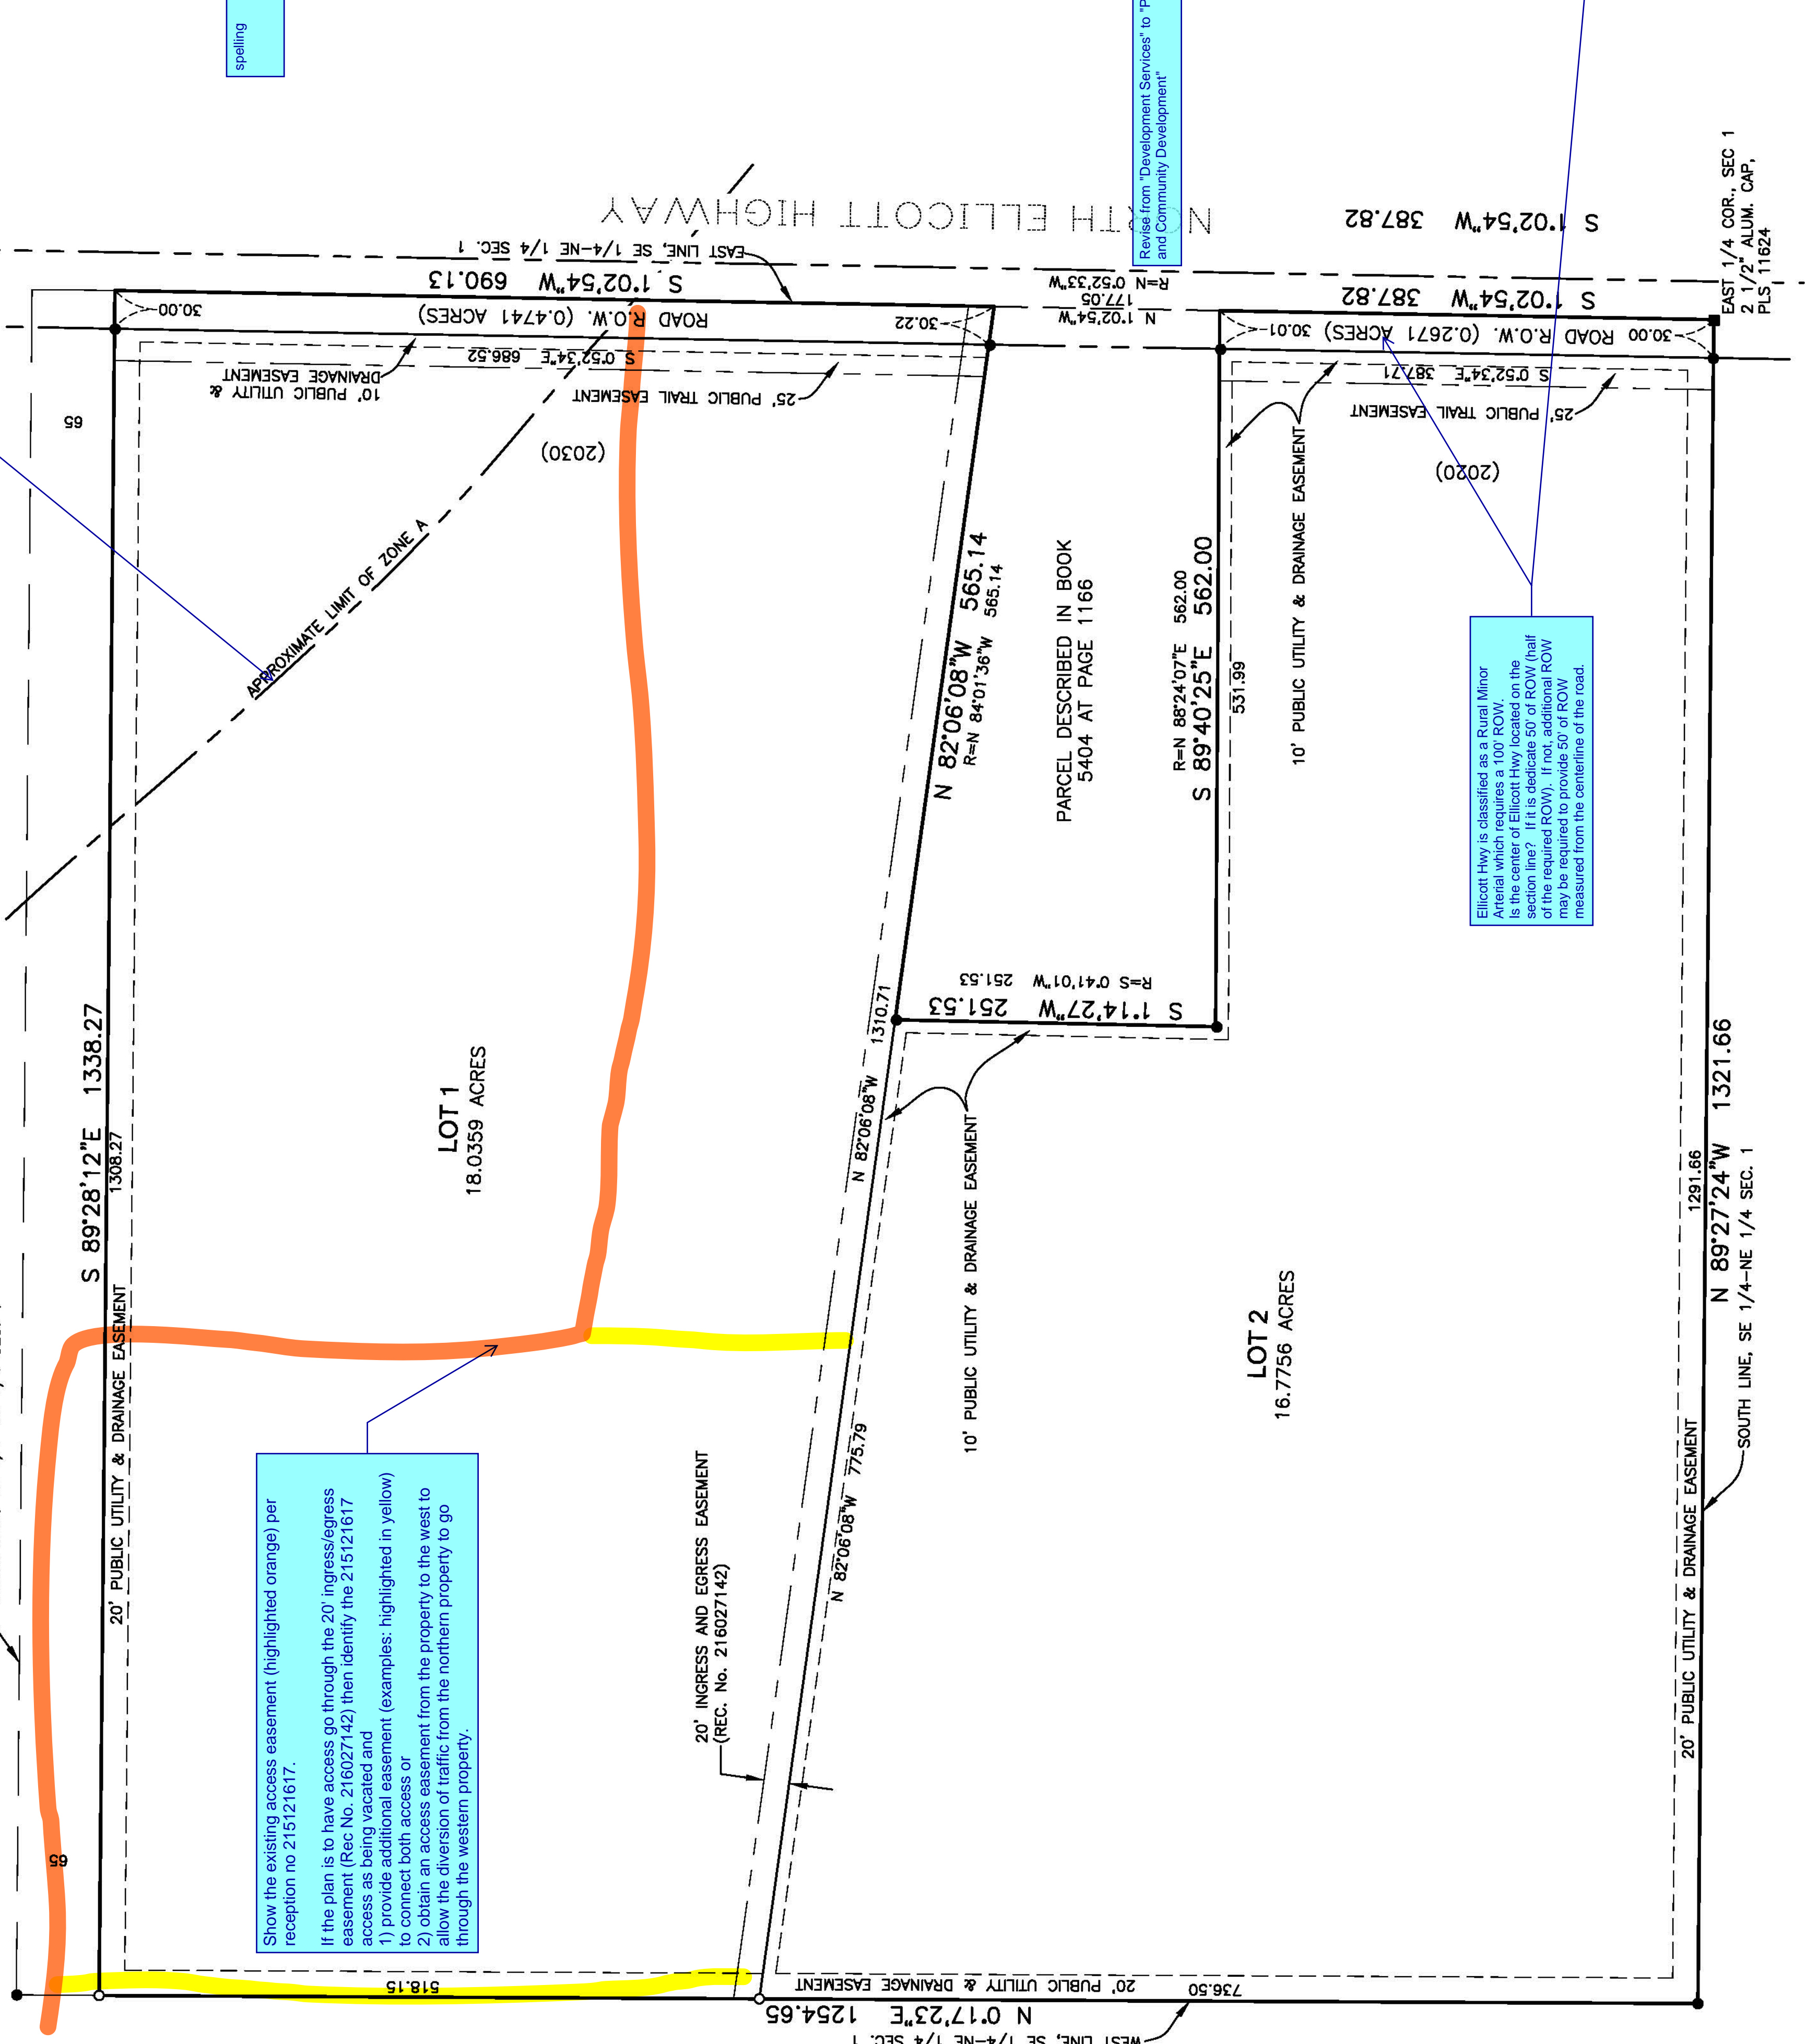 spelling
Revise from "Development Services" to "P
and Community Development"
NORTH ELLICOTT HIGHWAY
S 1°02'54"W 387.82
EAST 1/4 COR., SEC 1
2 1/2" ALUM. CAP,
PLS 11624
EAST LINE, SE 1/4-NE 1/4 SEC. 1
S 1°02'54"W 690.13
R=N 0°52'33"W
177.05
N 1°02'54"W
S 1°02'54"W 387.82
30.00
ROAD R.O.W. (0.4741 ACRES)
30.22
30.01
ROAD R.O.W. (0.2671 ACRES)
30.00
S 0°52'34"E 686.52
S 0°52'34"E 387.71
10' PUBLIC UTILITY &
DRAINAGE EASEMENT
25' PUBLIC TRAIL EASEMENT
25' PUBLIC TRAIL EASEMENT
65
(2030)
(2020)
APPROXIMATE LIMIT OF ZONE A
N 82°06'08"W 565.14
R=N 84°01'36"W 565.14
PARCEL DESCRIBED IN BOOK
5404 AT PAGE 1166
R=N 88°24'07"E 562.00
S 89°40'25"E 562.00
531.99
10' PUBLIC UTILITY & DRAINAGE EASEMENT
Ellicott Hwy is classified as a Rural Minor
Arterial which requires a 100' ROW.
Is the center of Ellicott Hwy located on the
section line? If it is dedicate 50' of ROW (half
of the required ROW). If not, additional ROW
may be required to provide 50' of ROW
measured from the centerline of the road.
R=S 0°41'01"W 251.53
S 1°14'27"W 251.53
S 89°28'12"E 1338.27
1308.27
LOT 1
18.0359 ACRES
1310.71
N 82°06'08"W
10' PUBLIC UTILITY & DRAINAGE EASEMENT
LOT 2
16.7756 ACRES
1291.66
N 89°27'24"W 1321.66
SOUTH LINE, SE 1/4-NE 1/4 SEC. 1
20' PUBLIC UTILITY & DRAINAGE EASEMENT
Show the existing access easement (highlighted orange) per
reception no 215121617.
If the plan is to have access go through the 20' ingress/egress
easement (Rec No. 216027142) then identify the 215121617
access as being vacated and
1) provide additional easement (examples: highlighted in yellow)
to connect both access or
2) obtain an access easement from the property to the west to
allow the diversion of traffic from the northern property to go
through the western property.
20' INGRESS AND EGRESS EASEMENT
(REC. No. 216027142)
N 82°06'08"W 775.79
20' PUBLIC UTILITY & DRAINAGE EASEMENT
65
518.15
20' PUBLIC UTILITY & DRAINAGE EASEMENT
736.50
N 0°17'23"E 1254.65
WEST LINE, SE 1/4-NE 1/4 SEC. 1